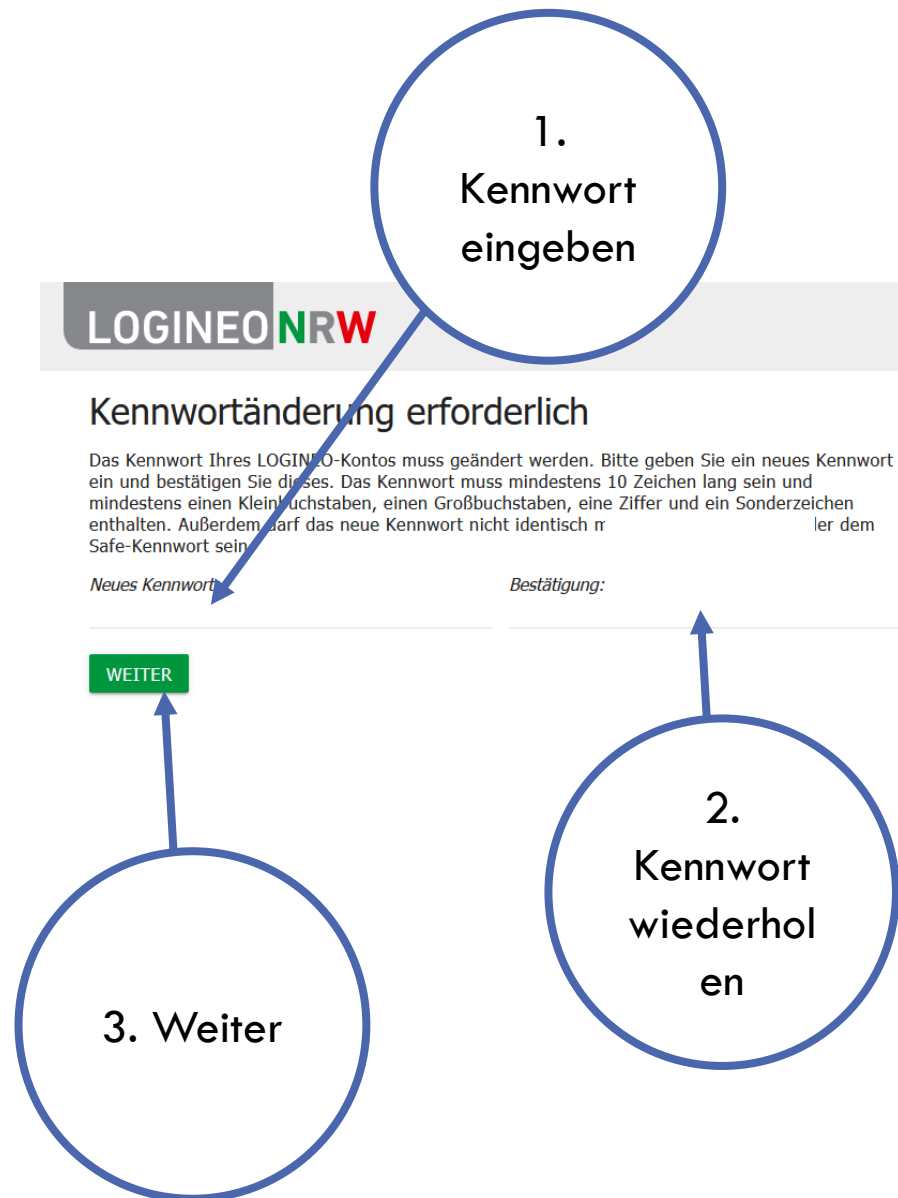 1.
Kennwort
eingeben
LOGINEO NRW
Kennwortänderung erforderlich
Das Kennwort Ihres LOGINEO-Kontos muss geändert werden. Bitte geben Sie ein neues Kennwort
ein und bestätigen Sie dieses. Das Kennwort muss mindestens 10 Zeichen lang sein und
mindestens einen Kleinbuchstaben, einen Großbuchstaben, eine Ziffer und ein Sonderzeichen
enthalten. Außerdem darf das neue Kennwort nicht identisch dem
Safe-Kennwort sein.
Neues Kennwort: Bestätigung:
WEITER
2.
Kennwort
wiederhol
en
3. Weiter